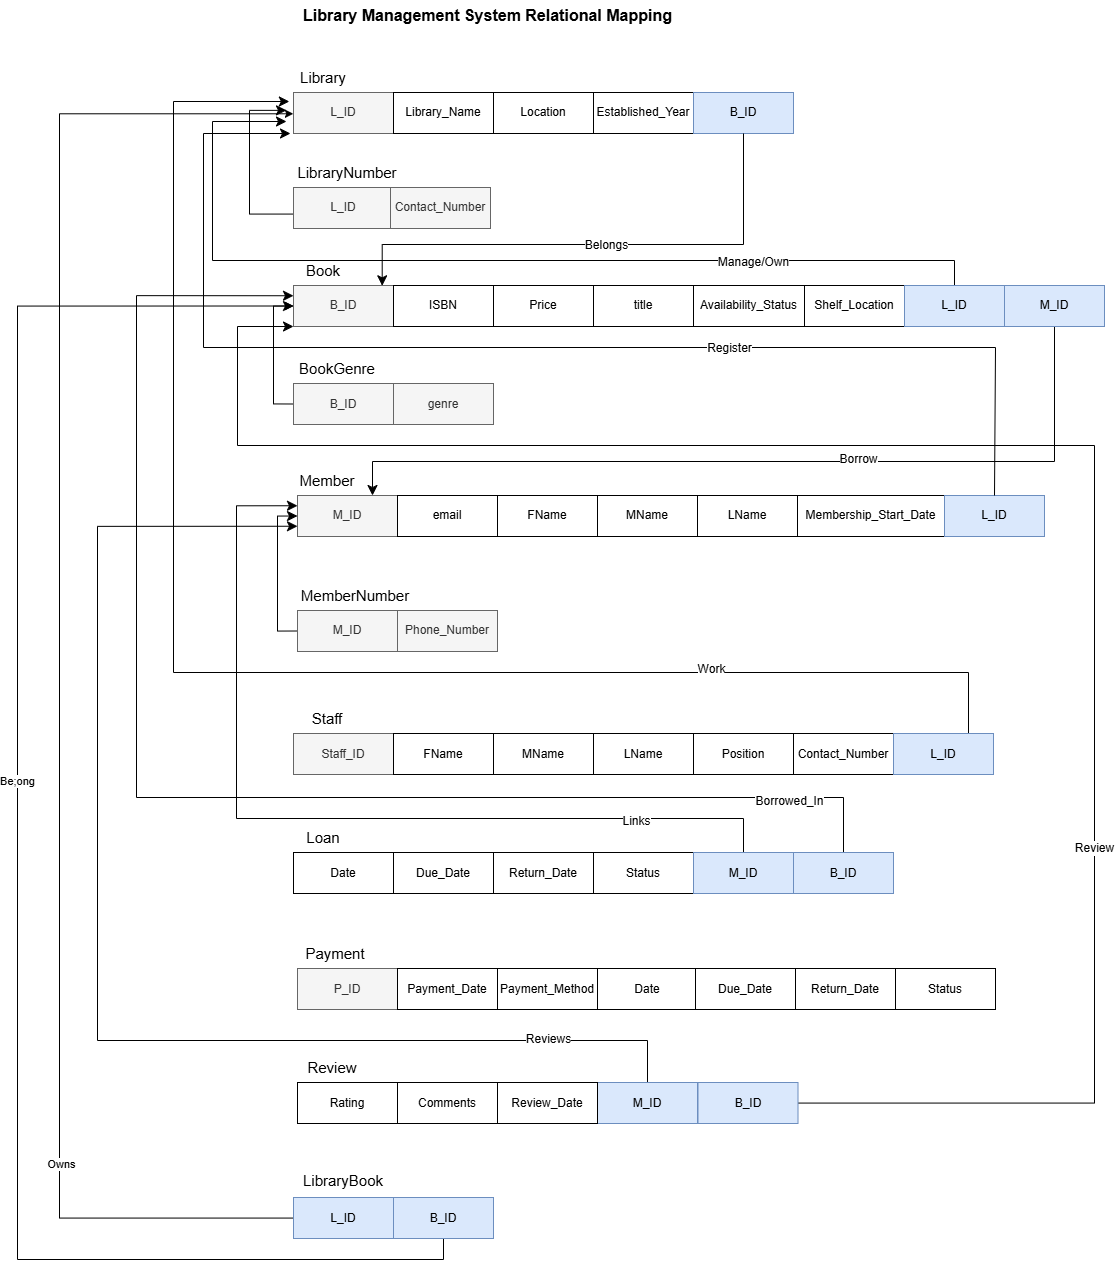 Library Management System Relational Mapping
Library
L_ID Library_Name Location Established_Year B_ID
LibraryNumber
L_ID Contact_Number
Belongs
Manage/Own
Book
B_ID ISBN Price title Availability_Status Shelf_Location L_ID M_ID
Register
BookGenre
B_ID genre
Borrow
Member
M_ID email FName MName LName Membership_Start_Date L_ID
MemberNumber
M_ID Phone_Number
Work
Staff
Staff_ID FName MName LName Position Contact_Number L_ID
Be;ong
Borrowed_In
Links
Loan
Review
Date Due_Date Return_Date Status M_ID B_ID
Payment
P_ID Payment_Date Payment_Method Date Due_Date Return_Date Status
Reviews
Review
Rating Comments Review_Date M_ID B_ID
Owns
LibraryBook
L_ID B_ID